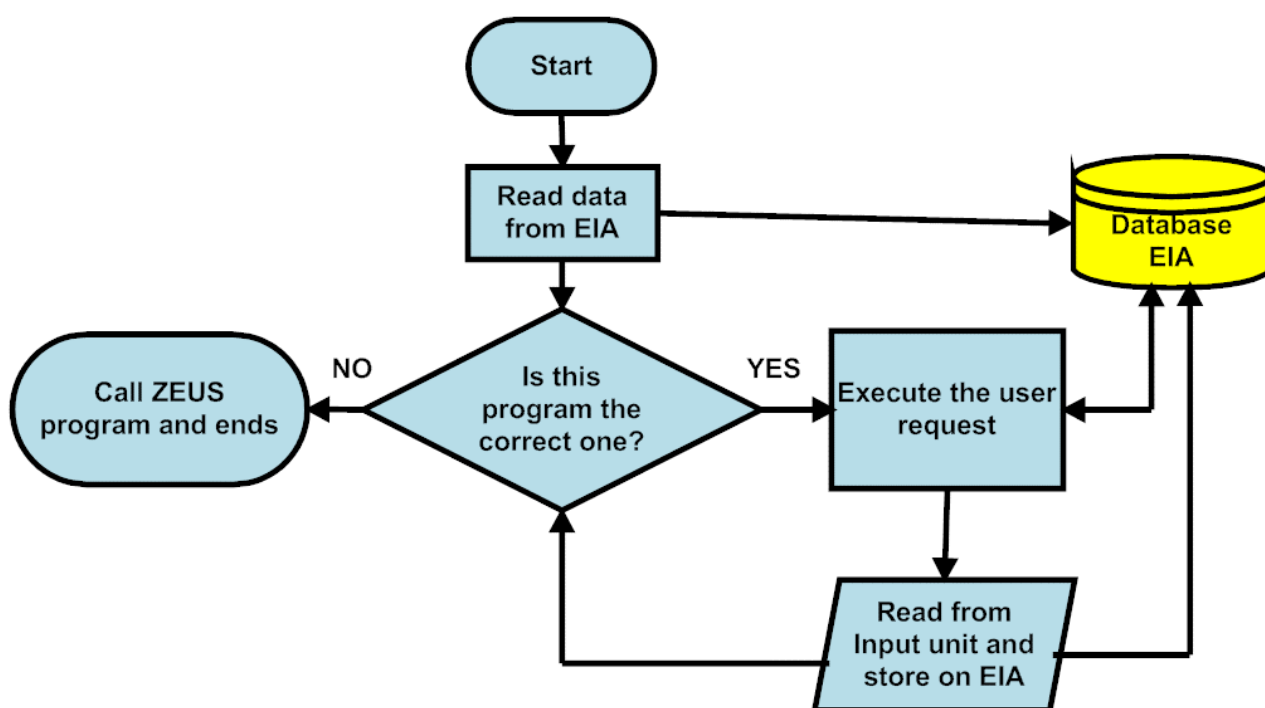 Start
Read data
from EIA
Database
EIA
NO
Is this
program the
correct one?
YES
Call ZEUS
program and ends
Execute the user
request
Read from
Input unit and
store on EIA